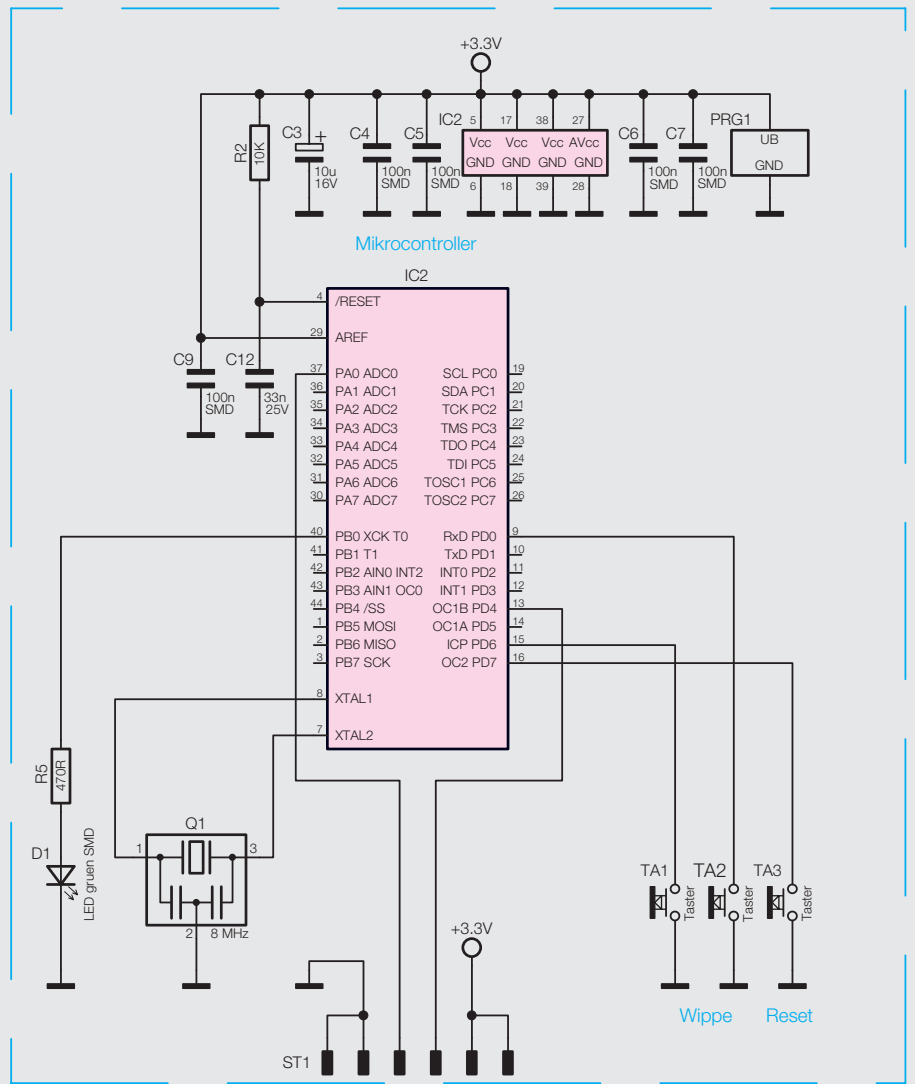 +3.3V
IC2 5 17 38 27 PRG1
R2 10K C3 + C4 C5 Vcc Vcc Vcc AVcc C6 C7 UB
GND GND GND GND GND
10u 16V 100n SMD 100n SMD 6 18 39 28 100n SMD 100n SMD
Mikrocontroller
IC2
4 /RESET
29 AREF
C9 C12
100n SMD 33n 25V
37 PA0 ADC0 SCL PC0 19
36 PA1 ADC1 SDA PC1 20
35 PA2 ADC2 TCK PC2 21
34 PA3 ADC3 TMS PC3 22
33 PA4 ADC4 TDO PC4 23
32 PA5 ADC5 TDI PC5 24
31 PA6 ADC6 TOSC1 PC6 25
30 PA7 ADC7 TOSC2 PC7 26
40 PB0 XCK T0 RxD PD0 9
41 PB1 T1 TxD PD1 10
42 PB2 AIN0 INT2 INT0 PD2 11
43 PB3 AIN1 OC0 INT1 PD3 12
44 PB4 /SS OC1B PD4 13
1 PB5 MOSI OC1A PD5 14
2 PB6 MISO ICP PD6 15
3 PB7 SCK OC2 PD7 16
8 XTAL1
7 XTAL2
R5 470R
D1 LED gruen SMD
Q1
1 3
2 8 MHz
TA1 Taster TA2 Taster TA3 Taster
+3.3V
Wippe Reset
ST1